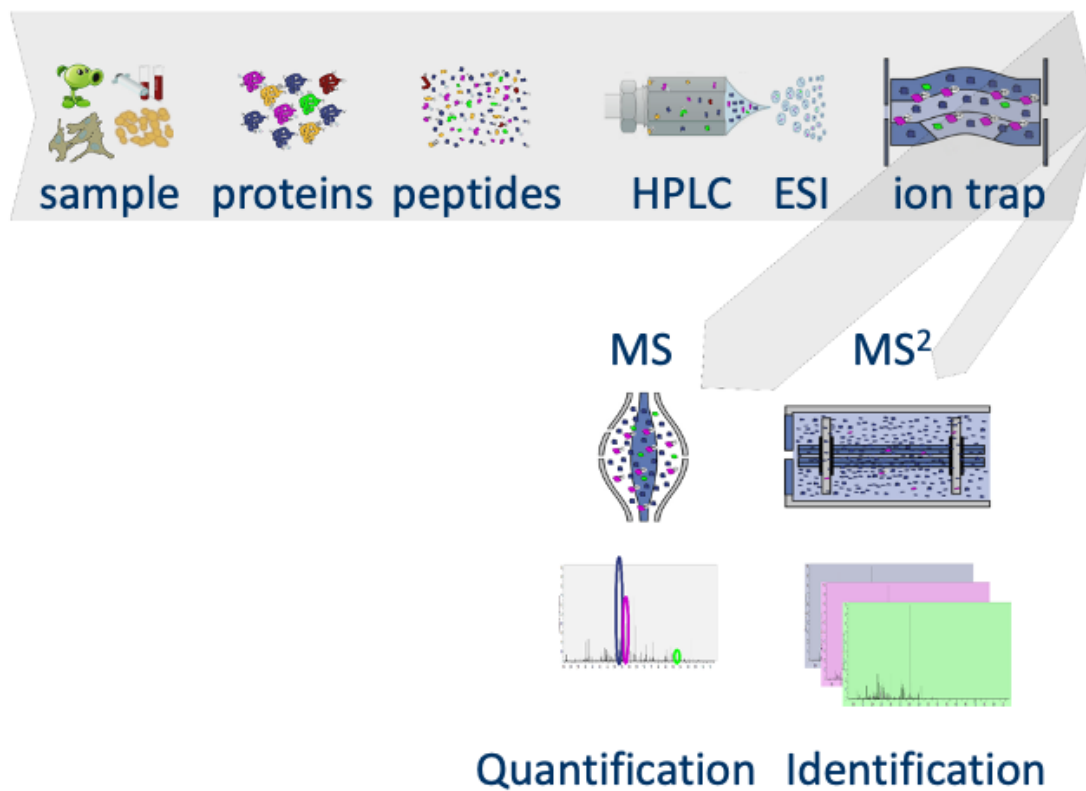 sample proteins peptides HPLC ESI ion trap
MS MS²
Quantification Identification